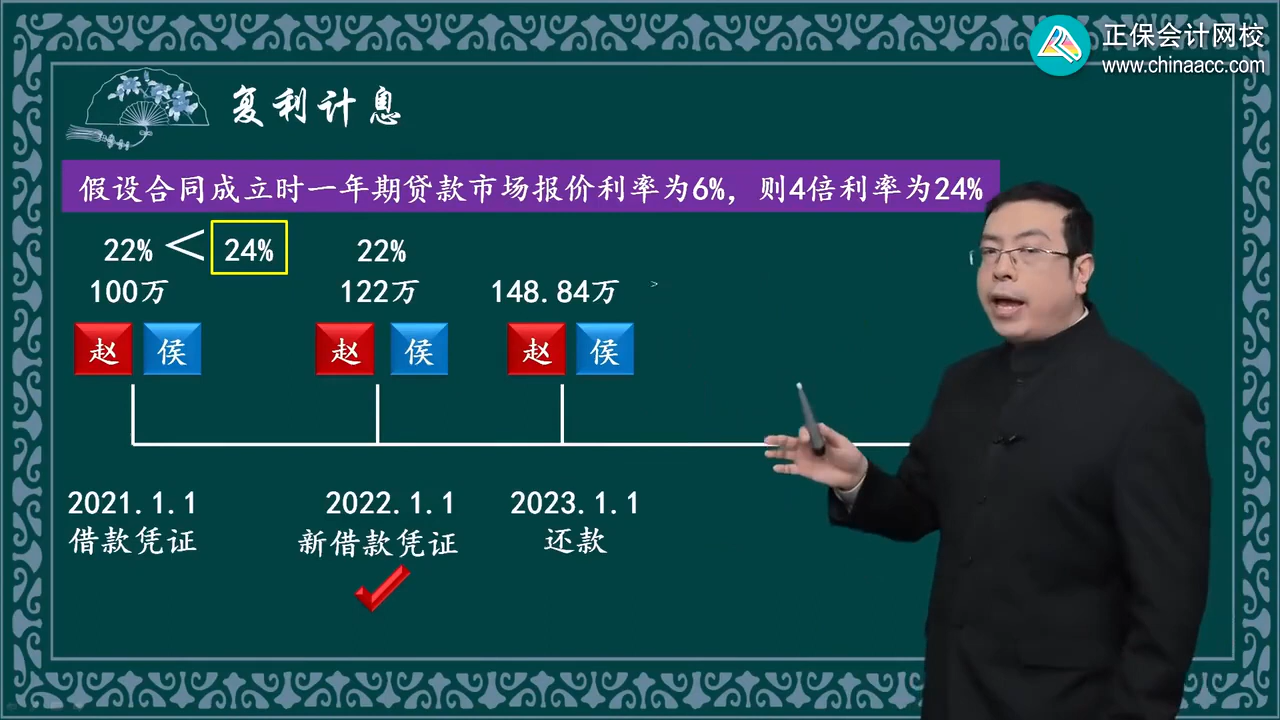 正保会计网校
www.chinaacc.com
复利计息
假设合同成立时一年期贷款市场报价利率为6%，则4倍利率为24%
22% < 24% 22%
100万 122万 148.84万 >
赵 侯 赵 侯 赵 侯
2021.1.1 2022.1.1 2023.1.1
借款凭证 新借款凭证 还款